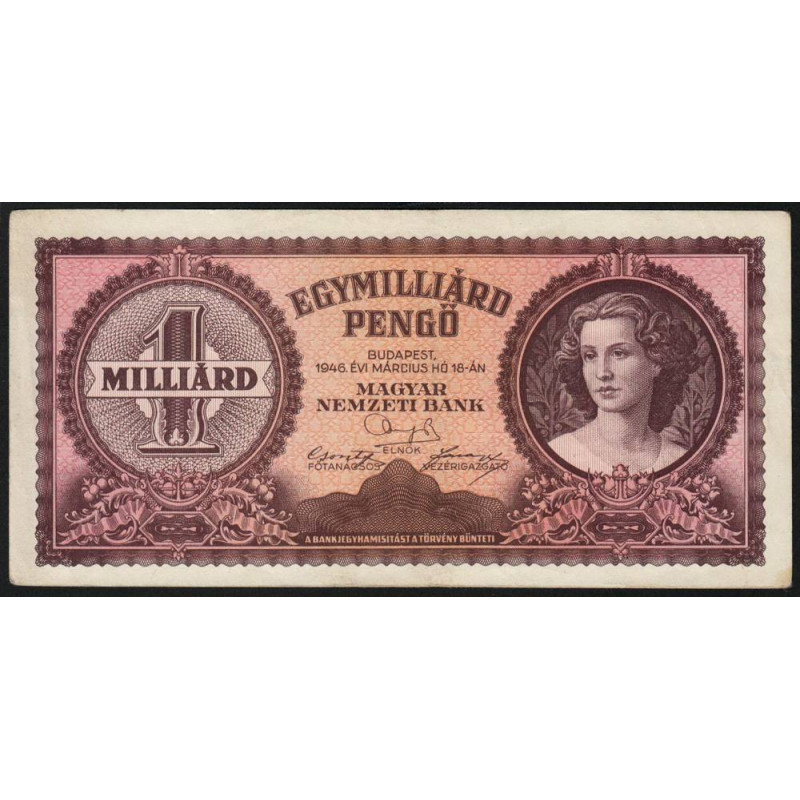 1
MILLIÁRD
EGYMILLIÁRD
PENGŐ
BUDAPEST,
1946. ÉVI MÁRCIUS HÓ 18-ÁN
MAGYAR
NEMZETI BANK
ELNÖK
FŐTANÁCSOS VEZÉRIGAZGATÓ
A BANKJEGYHAMISITÁST A TÖRVÉNY BÜNTETI